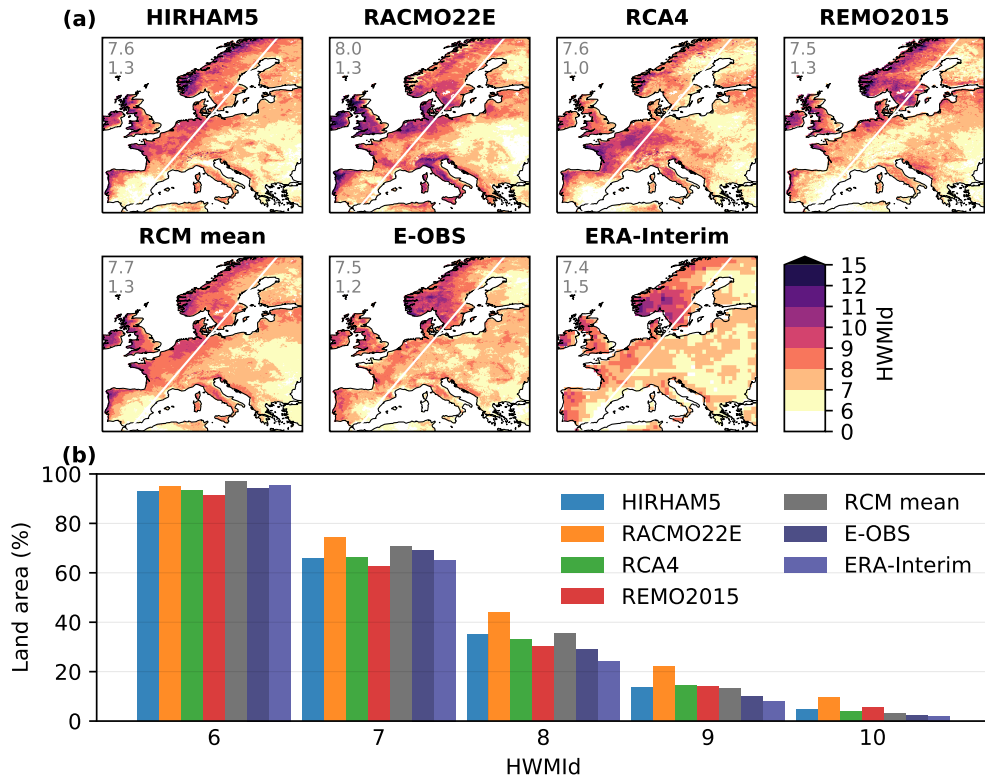 (a) HIRHAM5 RACMO22E RCA4 REMO2015
7.6 8.0 7.6 7.5
1.3 1.3 1.0 1.3
RCM mean E-OBS ERA-Interim
7.7 7.5 7.4
1.3 1.2 1.5
15
12
11
10
9
8
7
6
0
HWMId
(b)
100
80
60
40
20
0
Land area (%)
HIRHAM5 RCM mean
RACMO22E E-OBS
RCA4 ERA-Interim
REMO2015
6 7 8 9 10
HWMId